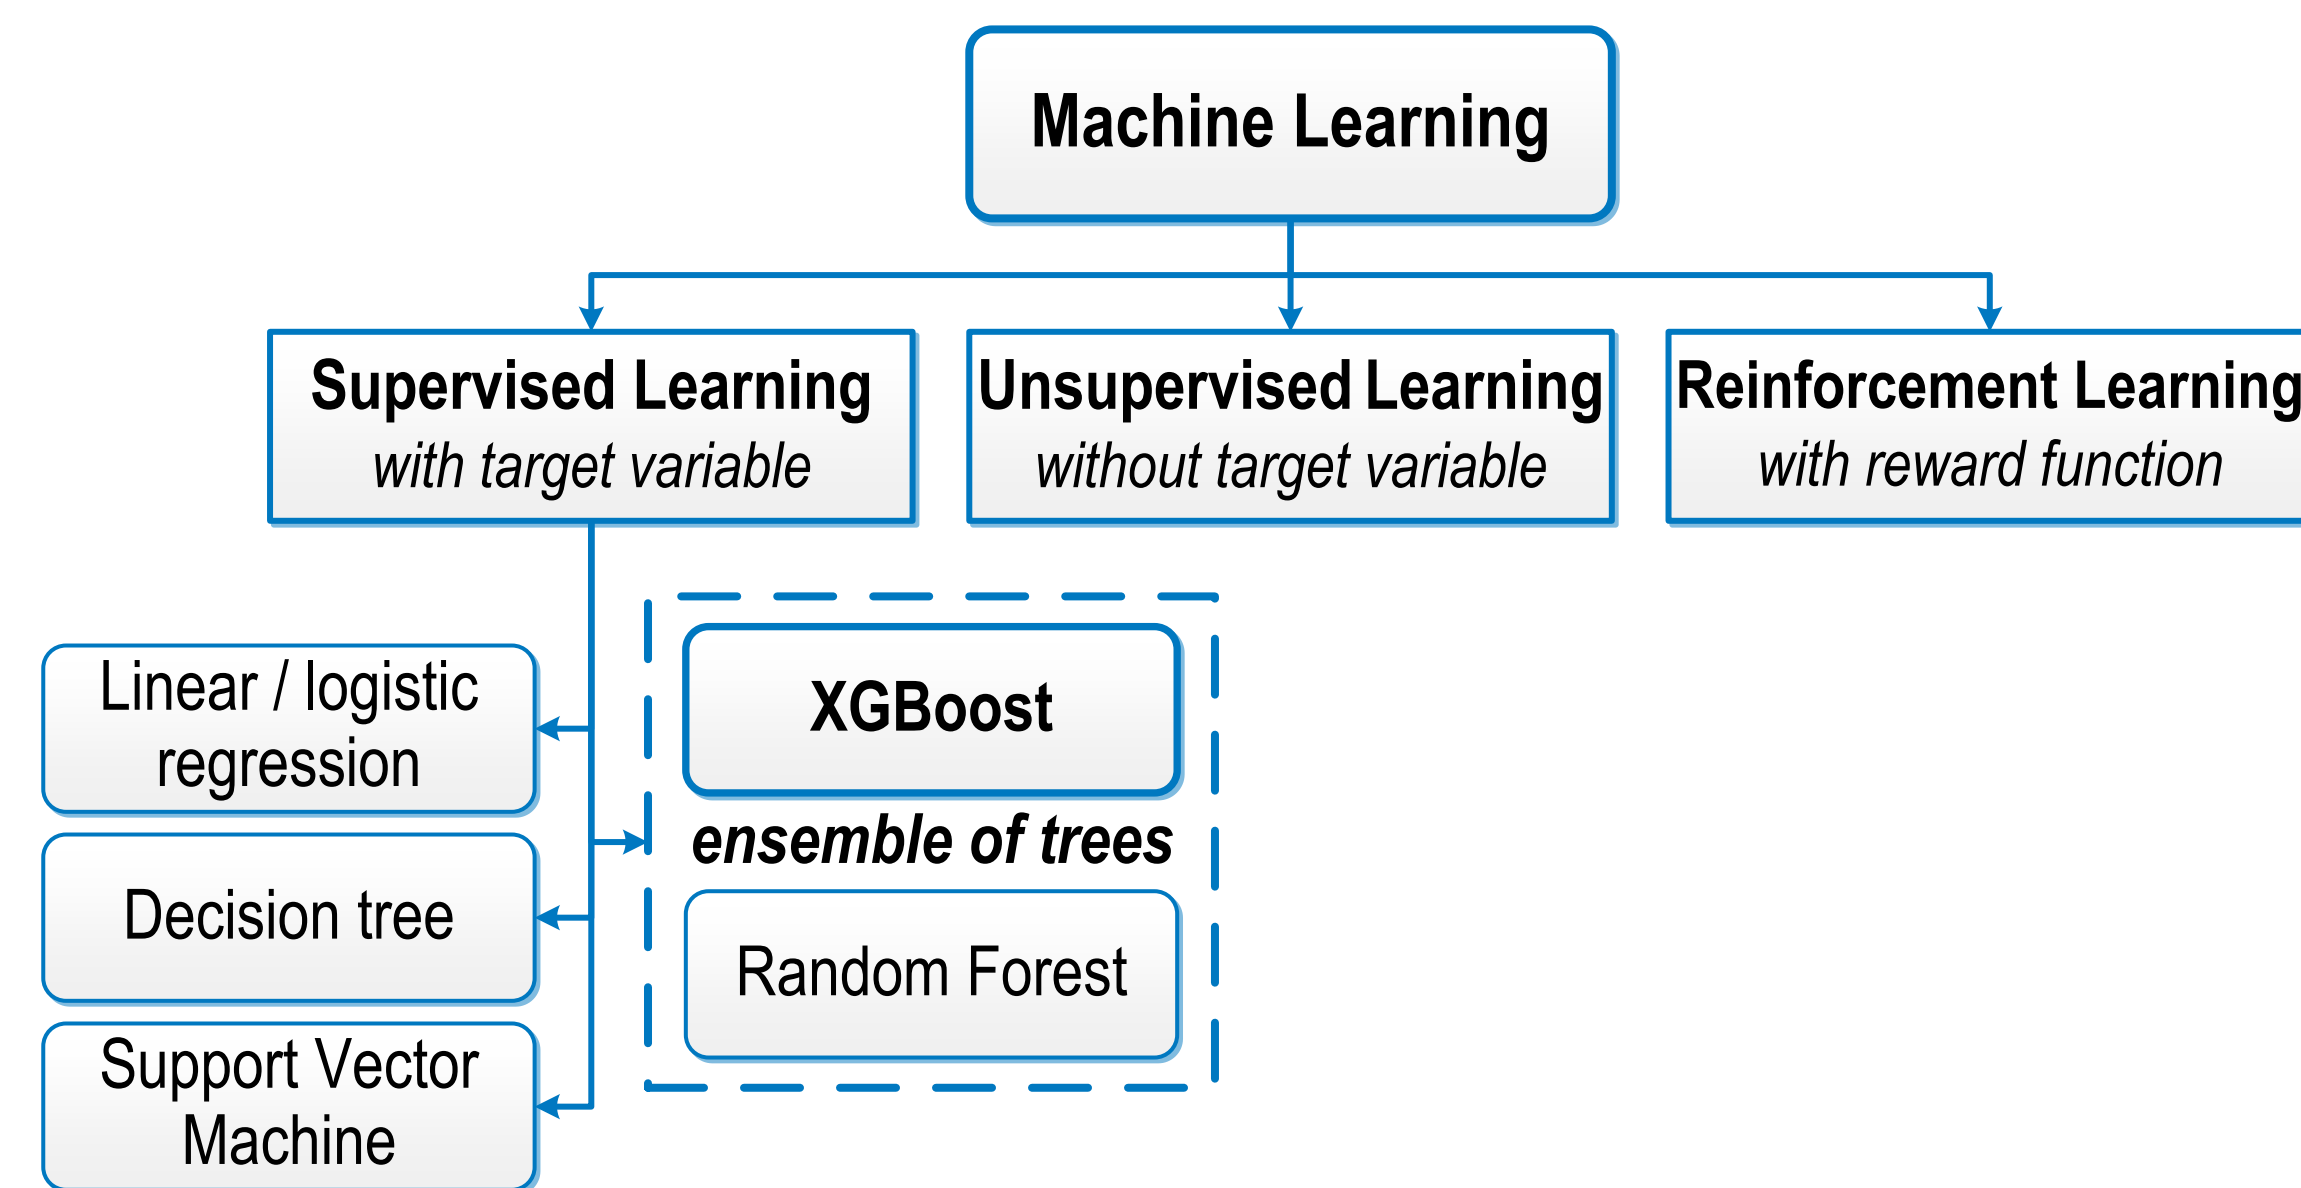 Machine Learning
Supervised Learning
with target variable
Unsupervised Learning
without target variable
Reinforcement Learning
with reward function
Linear / logistic
regression
Decision tree
Support Vector
Machine
XGBoost
ensemble of trees
Random Forest